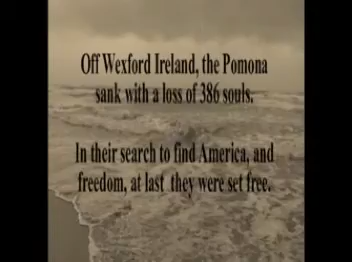 Off Wexford Ireland, the Pomona
sank with a loss of 386 souls.
In their search to find America, and
freedom, at last they were set free.